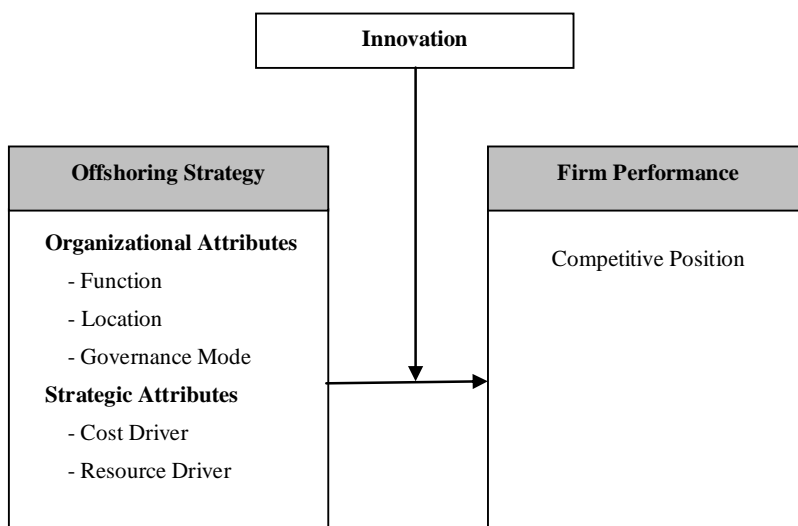 Innovation
Offshoring Strategy
Organizational Attributes
- Function
- Location
- Governance Mode
Strategic Attributes
- Cost Driver
- Resource Driver
Firm Performance
Competitive Position